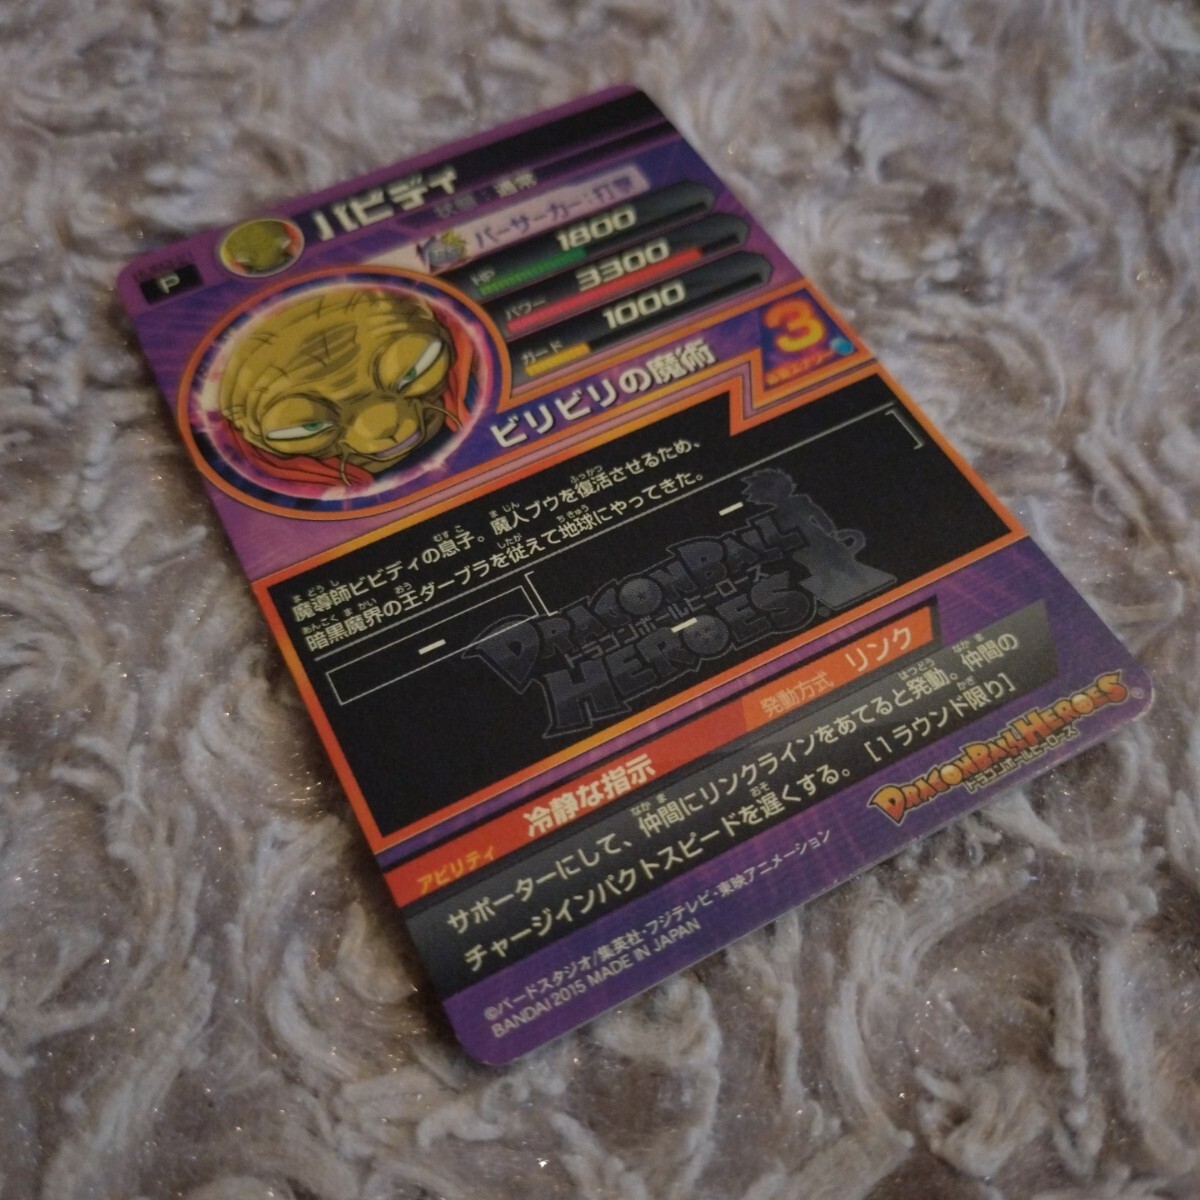 バビディ
P
状態：通常
バーサーカー：打撃
HP 1800
パワー 3300
ガード 1000
ビリビリの魔術
3
必要エナジー
魔導師ビビディの息子。魔人ブウを復活させるため、
暗黒魔界の王ダーブラを従えて地球にやってきた。
DRAGONBALL
ドラゴンボールヒーローズ
HEROES
アビリティ 冷静な指示 発動方式 リンク
サポーターにして、仲間にリンクラインをあてると発動。仲間の
チャージインパクトスピードを遅くする。[1ラウンド限り]
DRAGONBALL HEROES
ドラゴンボールヒーローズ
©バードスタジオ/集英社・フジテレビ・東映アニメーション
BANDAI 2015 MADE IN JAPAN